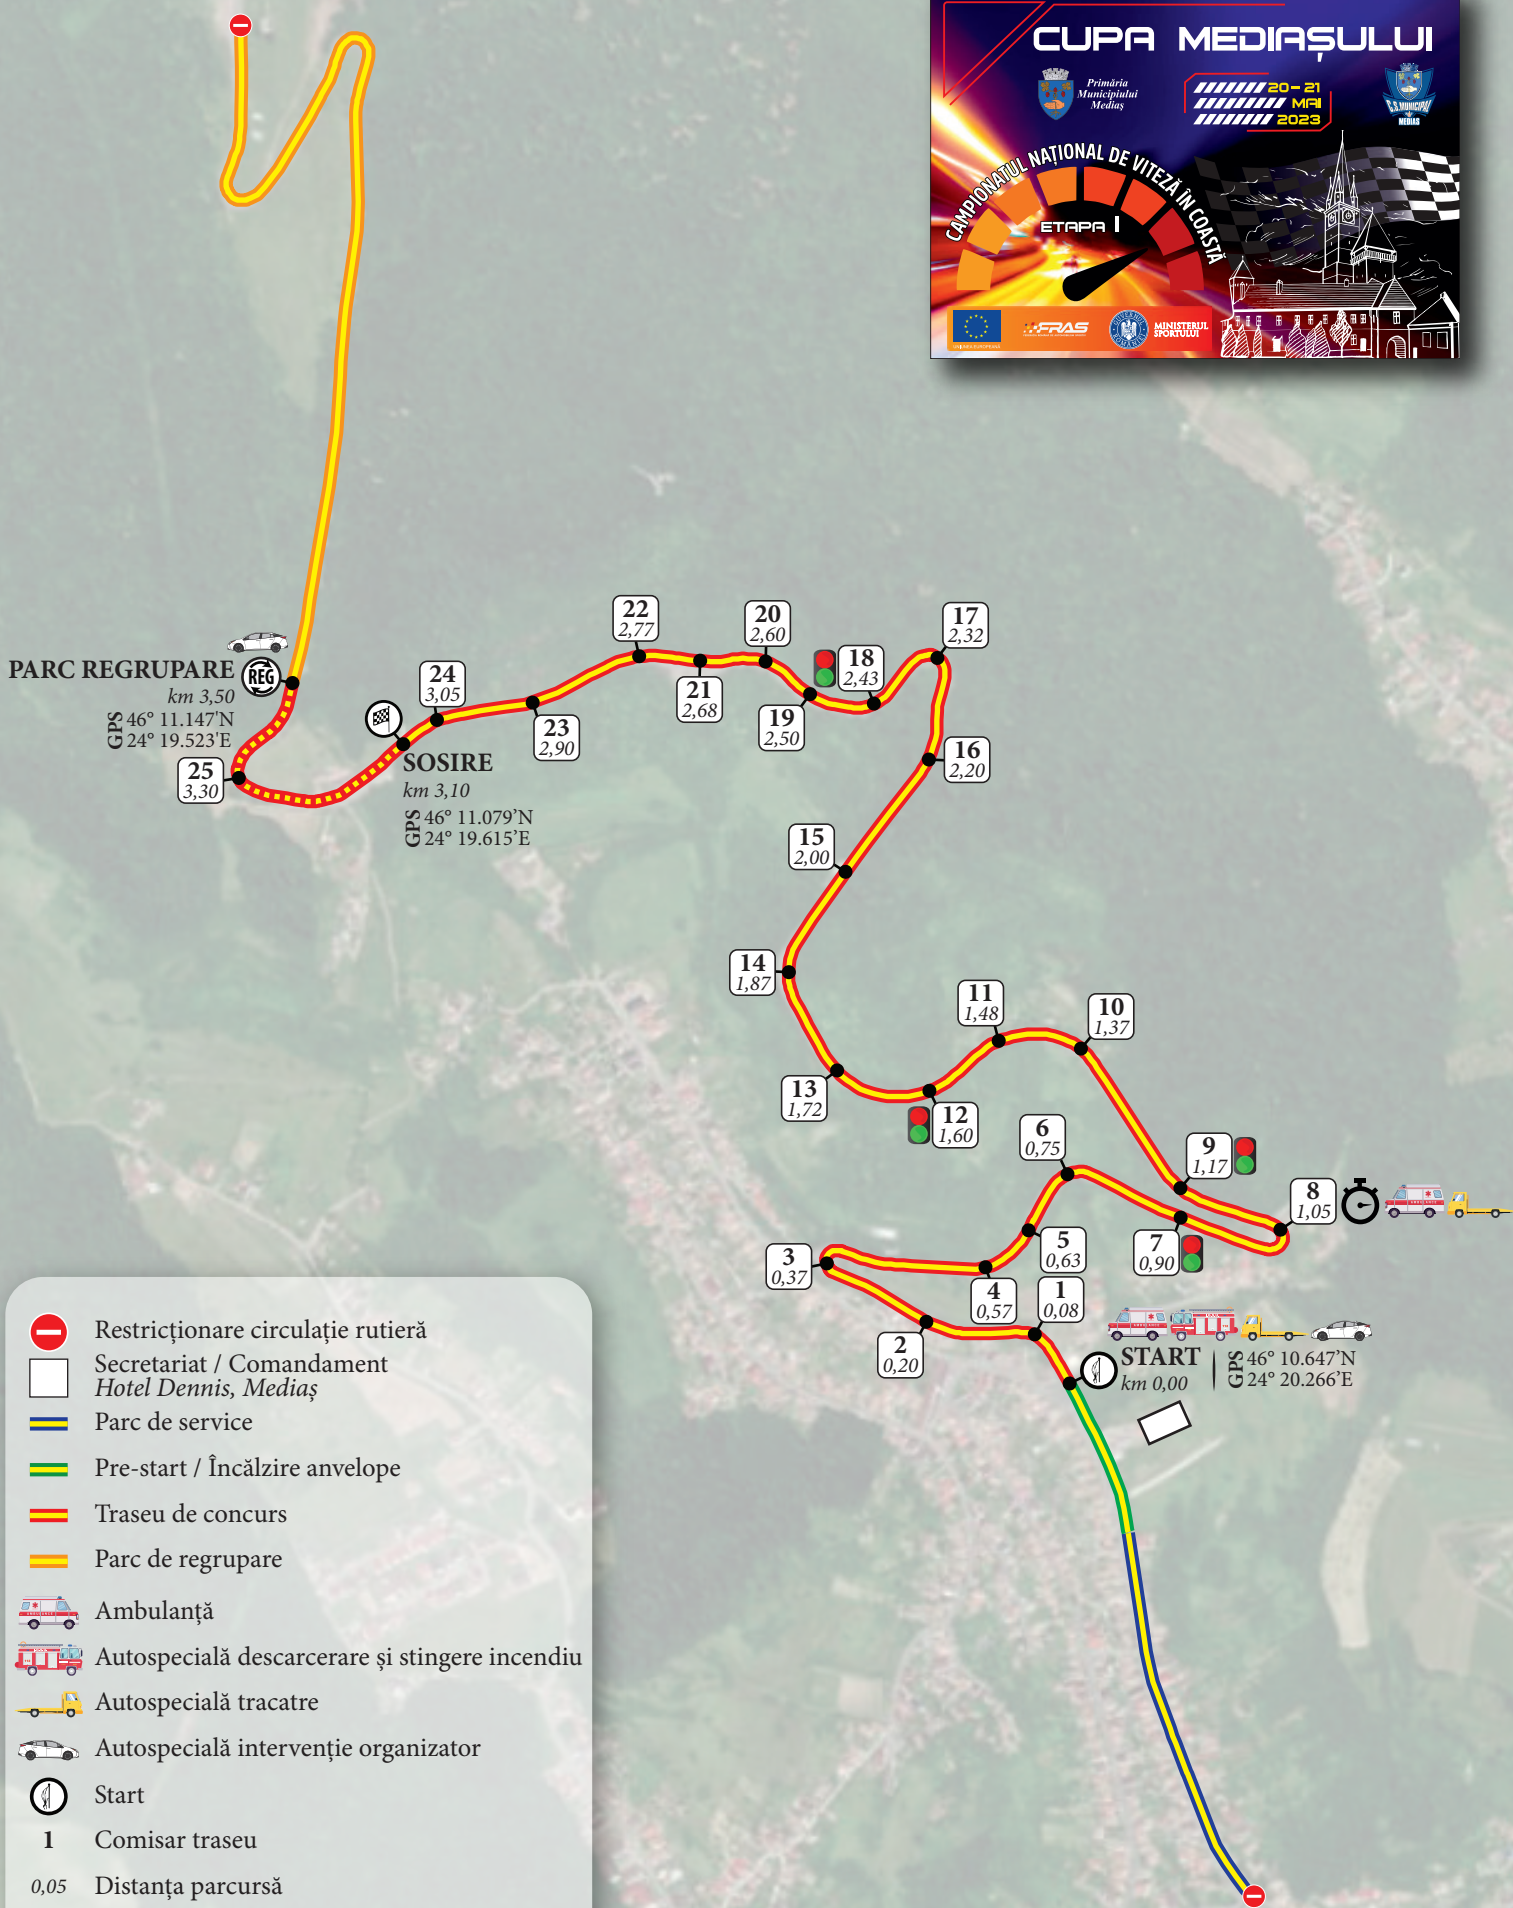 CUPA MEDIAȘULUI
Primăria
Municipiului
Mediaș
20-21
MAI
2023
C.S. MUNICIPAL
MEDIAS
CAMPIONATUL NAȚIONAL DE VITEZĂ ÎN COASTĂ
ETAPA I
UNIUNEA EUROPEANĂ
FRAS
GUVERNUL ROMÂNIEI
MINISTERUL
SPORTULUI
PARC REGRUPARE
REG
km 3,50
GPS
46° 11.147'N
24° 19.523'E
25
3,30
24
3,05
SOSIRE
km 3,10
GPS
46° 11.079’N
24° 19.615’E
23
2,90
22
2,77
21
2,68
20
2,60
19
2,50
18
2,43
17
2,32
16
2,20
15
2,00
14
1,87
13
1,72
12
1,60
11
1,48
10
1,37
9
1,17
8
1,05
7
0,90
6
0,75
5
0,63
4
0,57
3
0,37
2
0,20
1
0,08
START
km 0,00
GPS
46° 10.647’N
24° 20.266’E
Restricționare circulație rutieră
Secretariat / Comandament
Hotel Dennis, Mediaș
Parc de service
Pre-start / Încălzire anvelope
Traseu de concurs
Parc de regrupare
Ambulanță
Autospecială descarcerare și stingere incendiu
Autospecială tracatre
Autospecială intervenție organizator
Start
1 Comisar traseu
0,05 Distanța parcursă